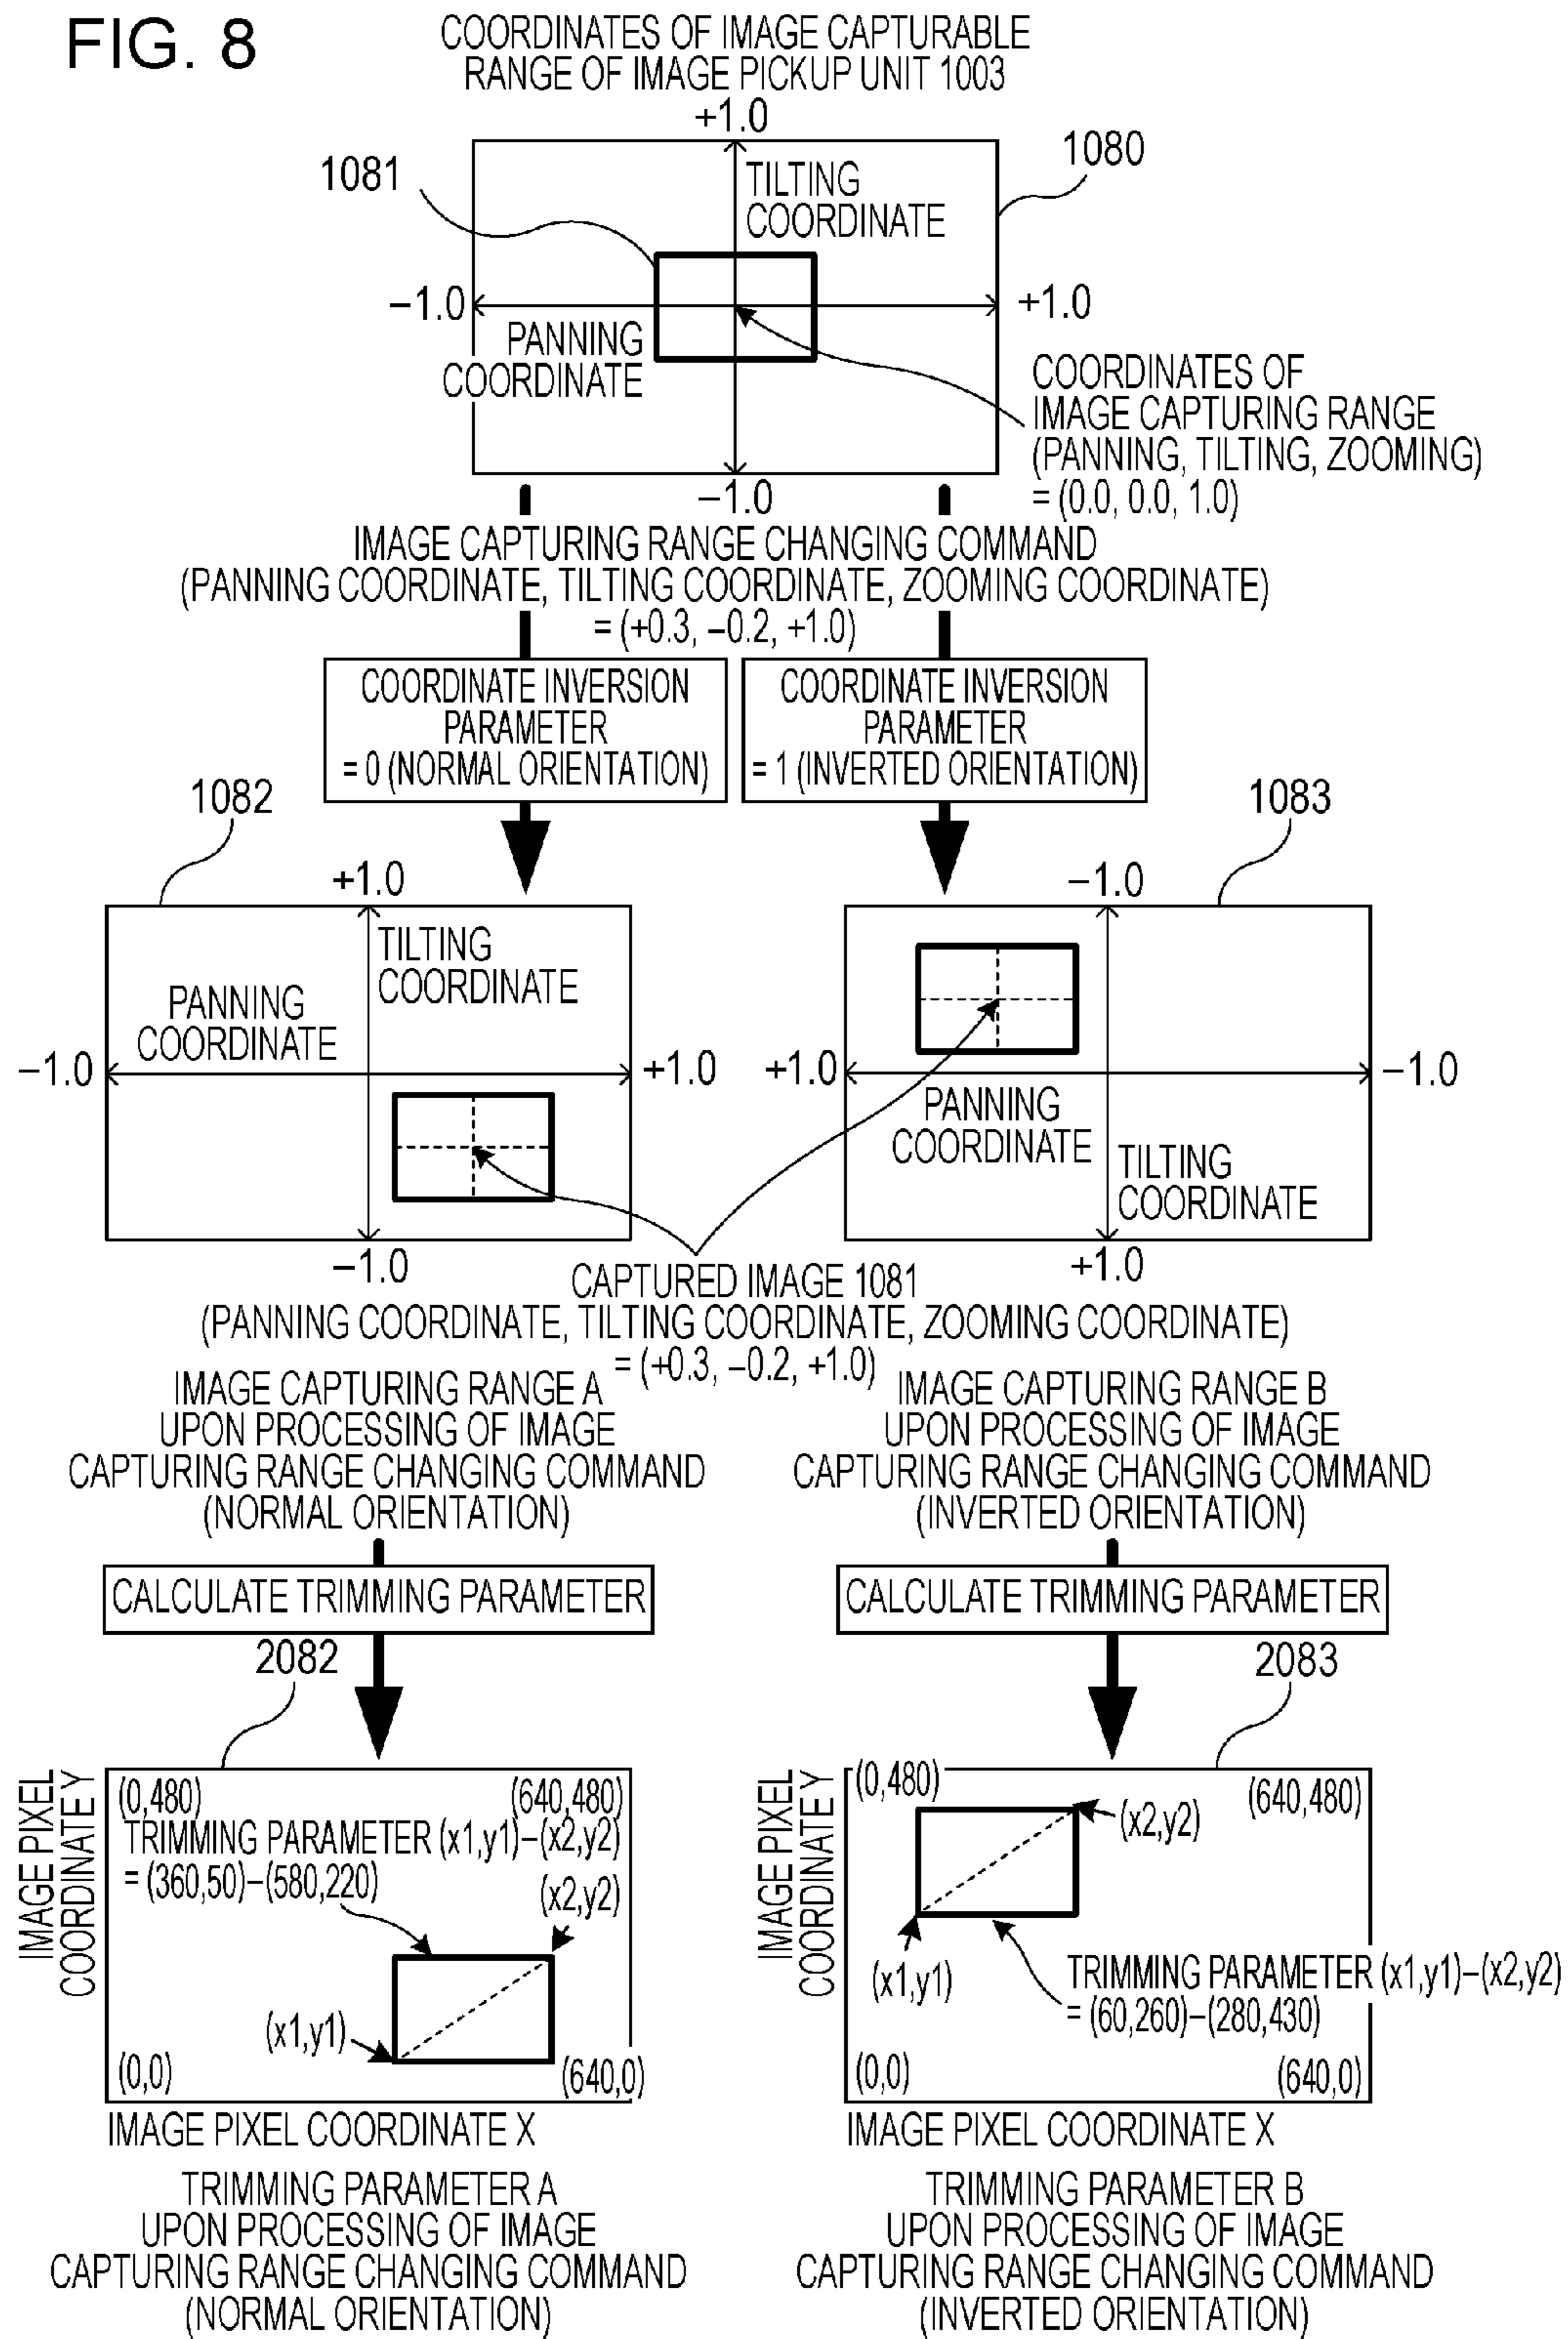 FIG. 8
COORDINATES OF IMAGE CAPTURABLE
RANGE OF IMAGE PICKUP UNIT 1003
+1.0
1081
1080
TILTING
COORDINATE
−1.0
+1.0
PANNING
COORDINATE
COORDINATES OF
IMAGE CAPTURING RANGE
(PANNING, TILTING, ZOOMING)
= (0.0, 0.0, 1.0)
−1.0
IMAGE CAPTURING RANGE CHANGING COMMAND
(PANNING COORDINATE, TILTING COORDINATE, ZOOMING COORDINATE)
= (+0.3, −0.2, +1.0)
COORDINATE INVERSION
PARAMETER
= 0 (NORMAL ORIENTATION)
COORDINATE INVERSION
PARAMETER
= 1 (INVERTED ORIENTATION)
1082
1083
+1.0
TILTING
COORDINATE
PANNING
COORDINATE
−1.0
+1.0
−1.0
−1.0
+1.0
−1.0
PANNING
COORDINATE
TILTING
COORDINATE
+1.0
CAPTURED IMAGE 1081
(PANNING COORDINATE, TILTING COORDINATE, ZOOMING COORDINATE)
= (+0.3, −0.2, +1.0)
IMAGE CAPTURING RANGE A
UPON PROCESSING OF IMAGE
CAPTURING RANGE CHANGING COMMAND
(NORMAL ORIENTATION)
IMAGE CAPTURING RANGE B
UPON PROCESSING OF IMAGE
CAPTURING RANGE CHANGING COMMAND
(INVERTED ORIENTATION)
CALCULATE TRIMMING PARAMETER
CALCULATE TRIMMING PARAMETER
2082
2083
IMAGE PIXEL
COORDINATE Y
(0,480)
(640,480)
TRIMMING PARAMETER (x1,y1)−(x2,y2)
= (360,50)−(580,220)
(x2,y2)
(x1,y1)
(0,0)
(640,0)
IMAGE PIXEL COORDINATE X
IMAGE PIXEL
COORDINATE Y
(0,480)
(640,480)
(x2,y2)
(x1,y1)
TRIMMING PARAMETER (x1,y1)−(x2,y2)
= (60,260)−(280,430)
(0,0)
(640,0)
IMAGE PIXEL COORDINATE X
TRIMMING PARAMETER A
UPON PROCESSING OF IMAGE
CAPTURING RANGE CHANGING COMMAND
(NORMAL ORIENTATION)
TRIMMING PARAMETER B
UPON PROCESSING OF IMAGE
CAPTURING RANGE CHANGING COMMAND
(INVERTED ORIENTATION)